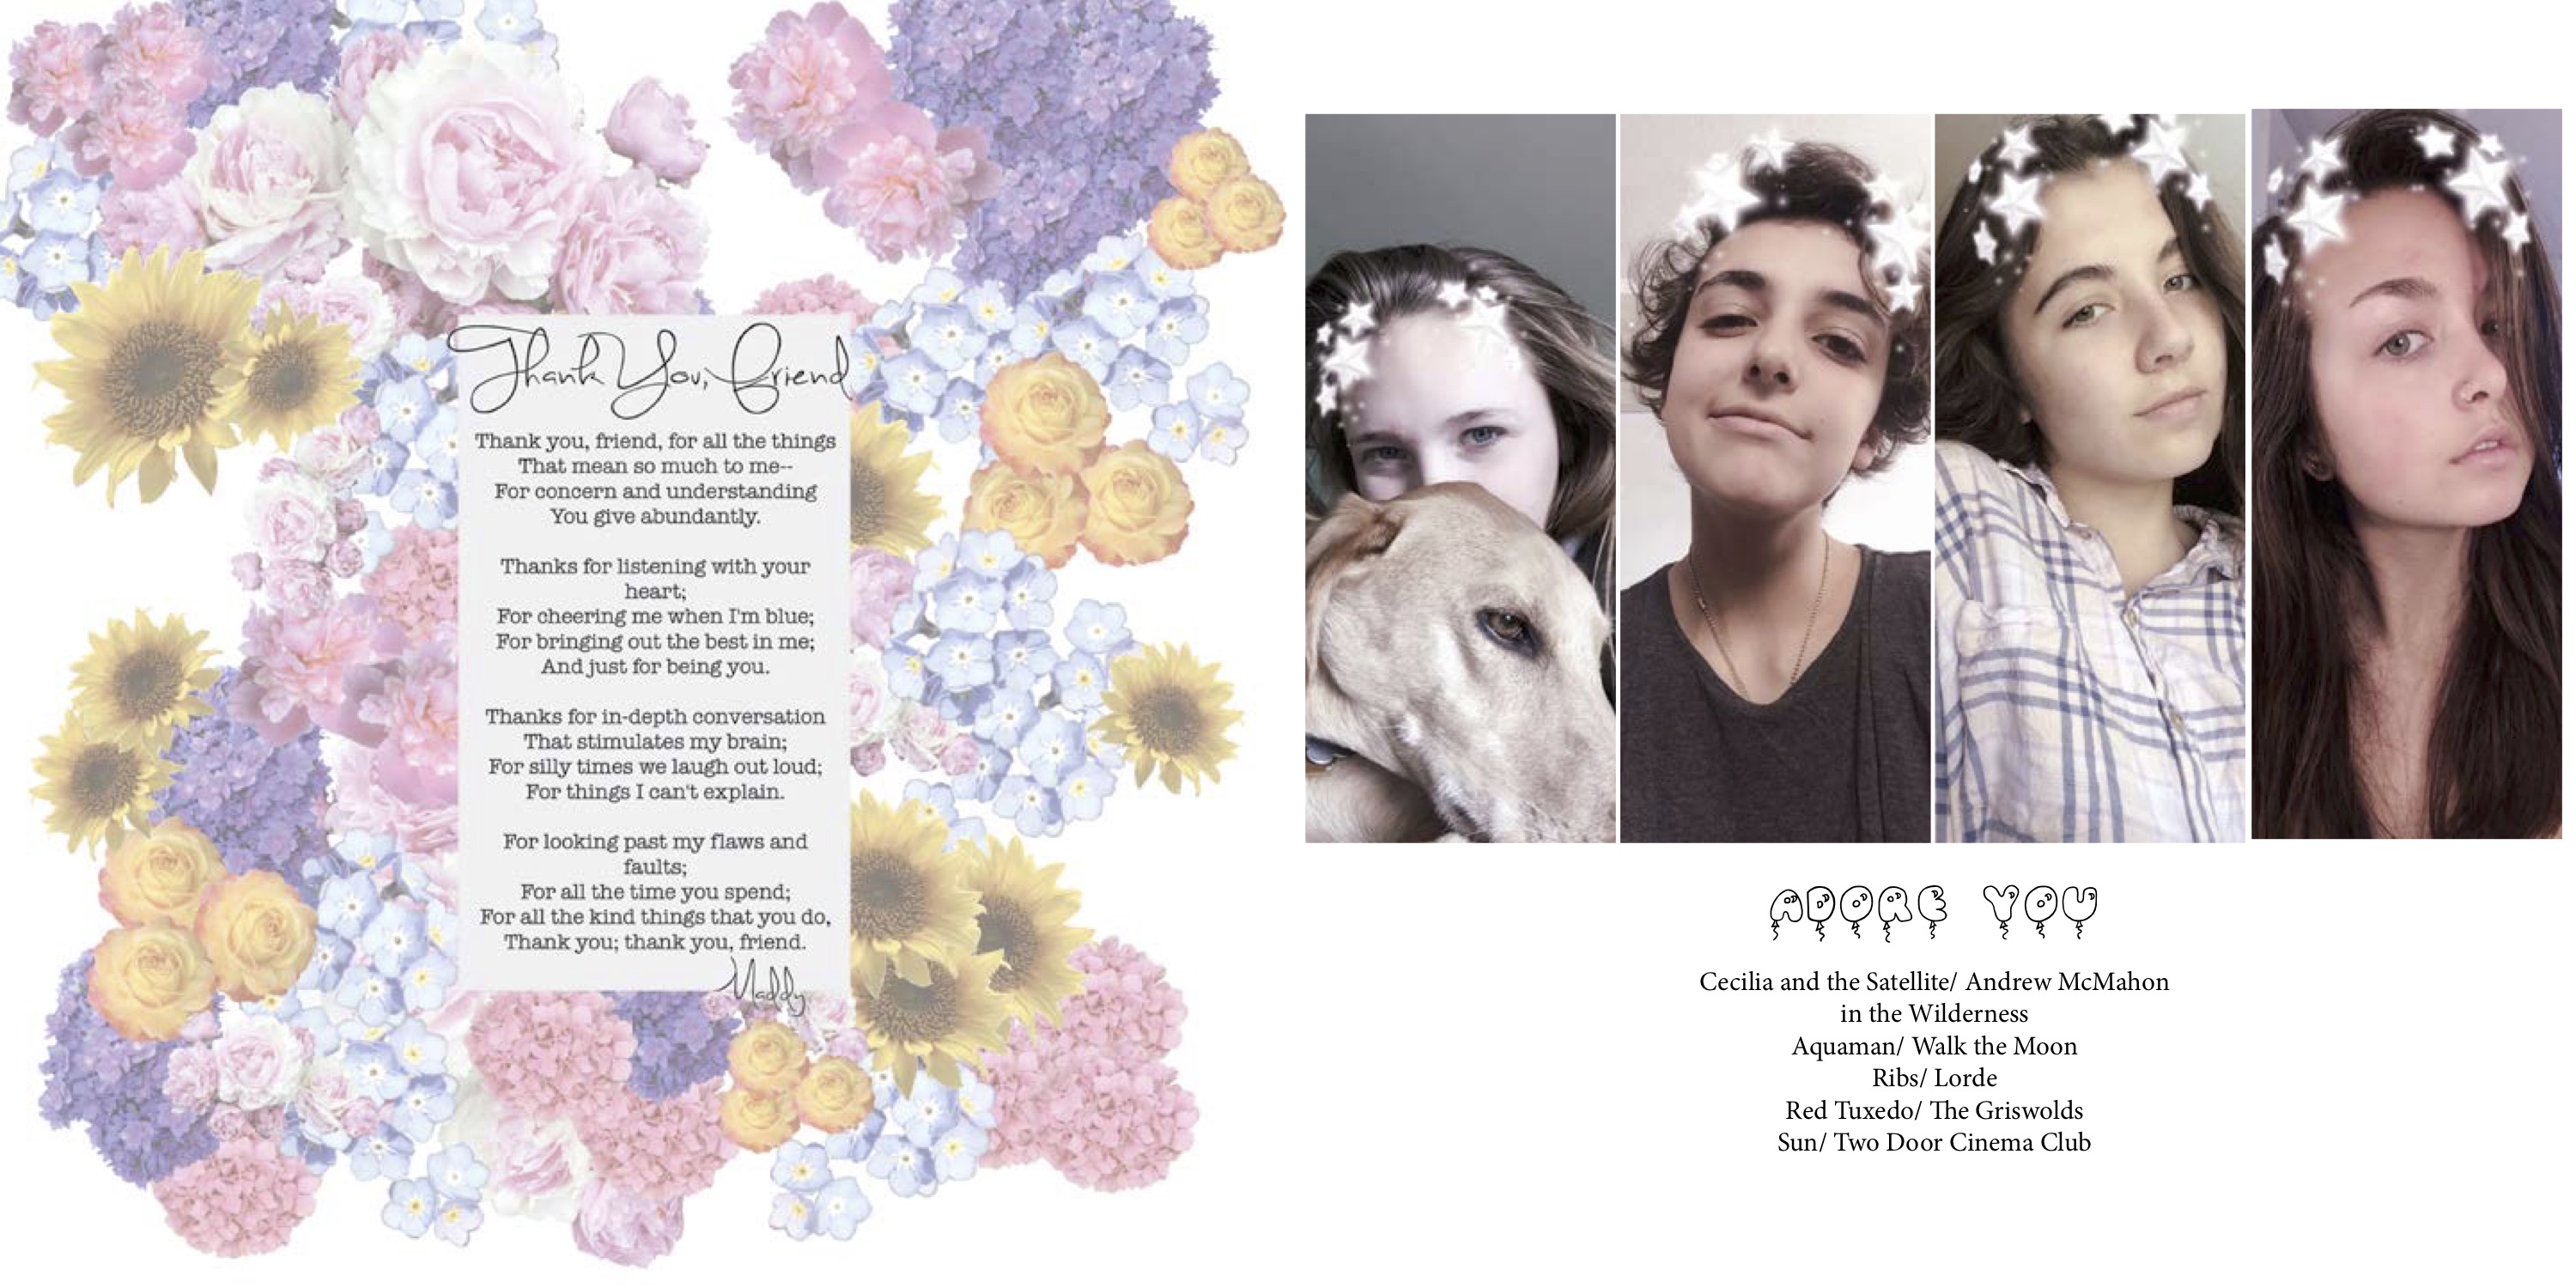 Thank You, Friend
Thank you, friend, for all the things
That mean so much to me--
For concern and understanding
You give abundantly.
Thanks for listening with your
heart;
For cheering me when I'm blue;
For bringing out the best in me;
And just for being you.
Thanks for in-depth conversation
That stimulates my brain;
For silly times we laugh out loud;
For things I can't explain.
For looking past my flaws and
faults;
For all the time you spend;
For all the kind things that you do,
Thank you; thank you, friend.
Maddy
ADORE YOU
Cecilia and the Satellite/ Andrew McMahon
in the Wilderness
Aquaman/ Walk the Moon
Ribs/ Lorde
Red Tuxedo/ The Griswolds
Sun/ Two Door Cinema Club